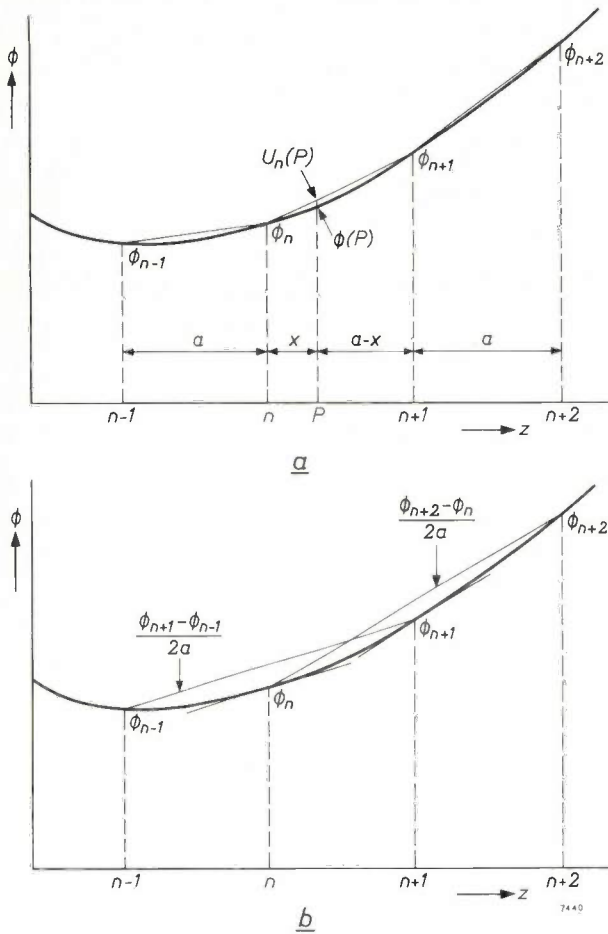 ϕ
ϕn+2
Un(P)
ϕn+1
ϕn
ϕ(P)
ϕn-1
a x a-x a
n-1 n P n+1 n+2
z
a
ϕ
ϕn+2-ϕn
2a
ϕn+2
ϕn+1-ϕn-1
2a
ϕn+1
ϕn-1
ϕn
n-1 n n+1 n+2
z
7440
b